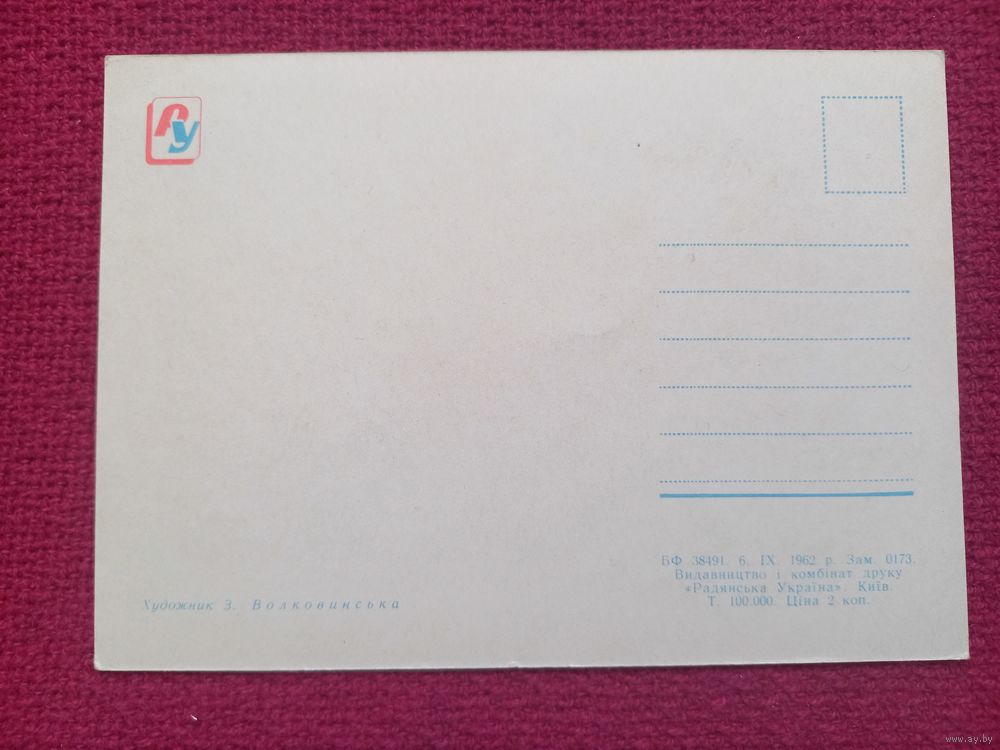 РУ
БФ 38491. 6. IX. 1962 р. Зам. 0173.
Видавництво і комбінат друку
«Радянська Україна». Київ.
Т. 100.000. Ціна 2 коп.
Художник З. Волковинська
www.ay.by